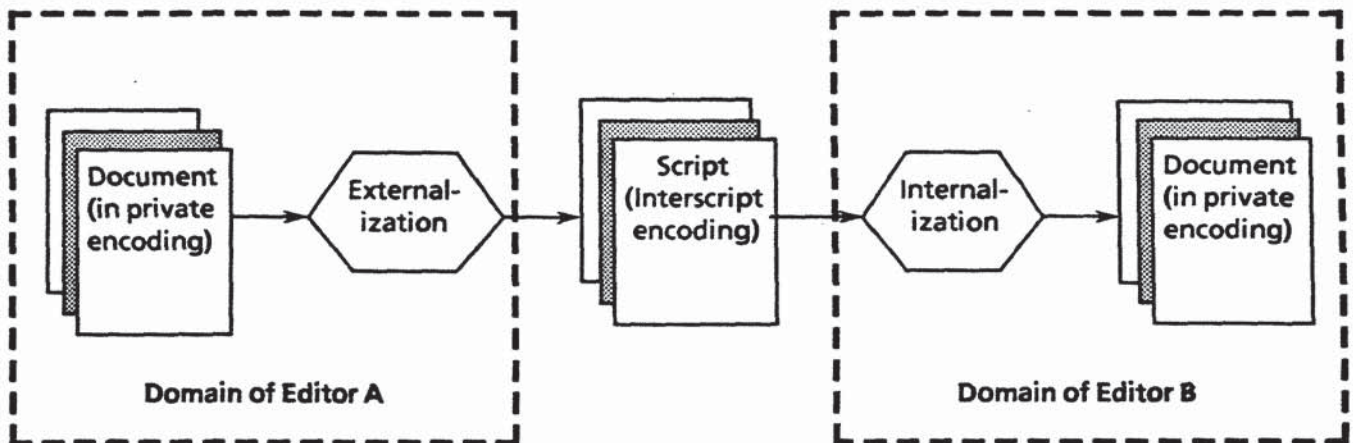 Document
(in private
encoding)
External-
ization
Script
(Interscript
encoding)
Internal-
ization
Document
(in private
encoding)
Domain of Editor A
Domain of Editor B